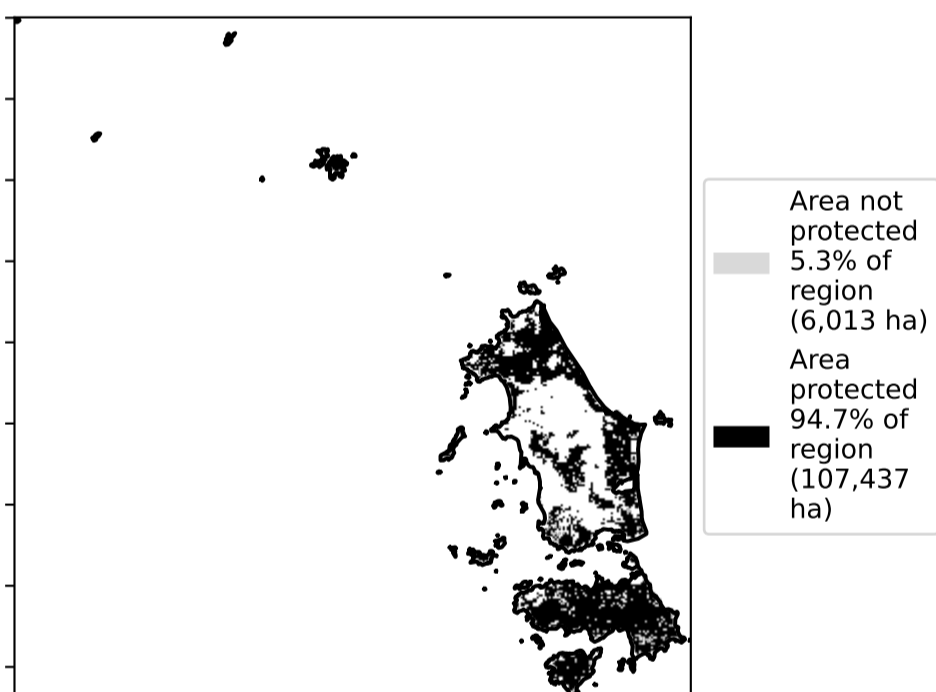 Area not
protected
5.3% of
region
(6,013 ha)
Area
protected
94.7% of
region
(107,437
ha)